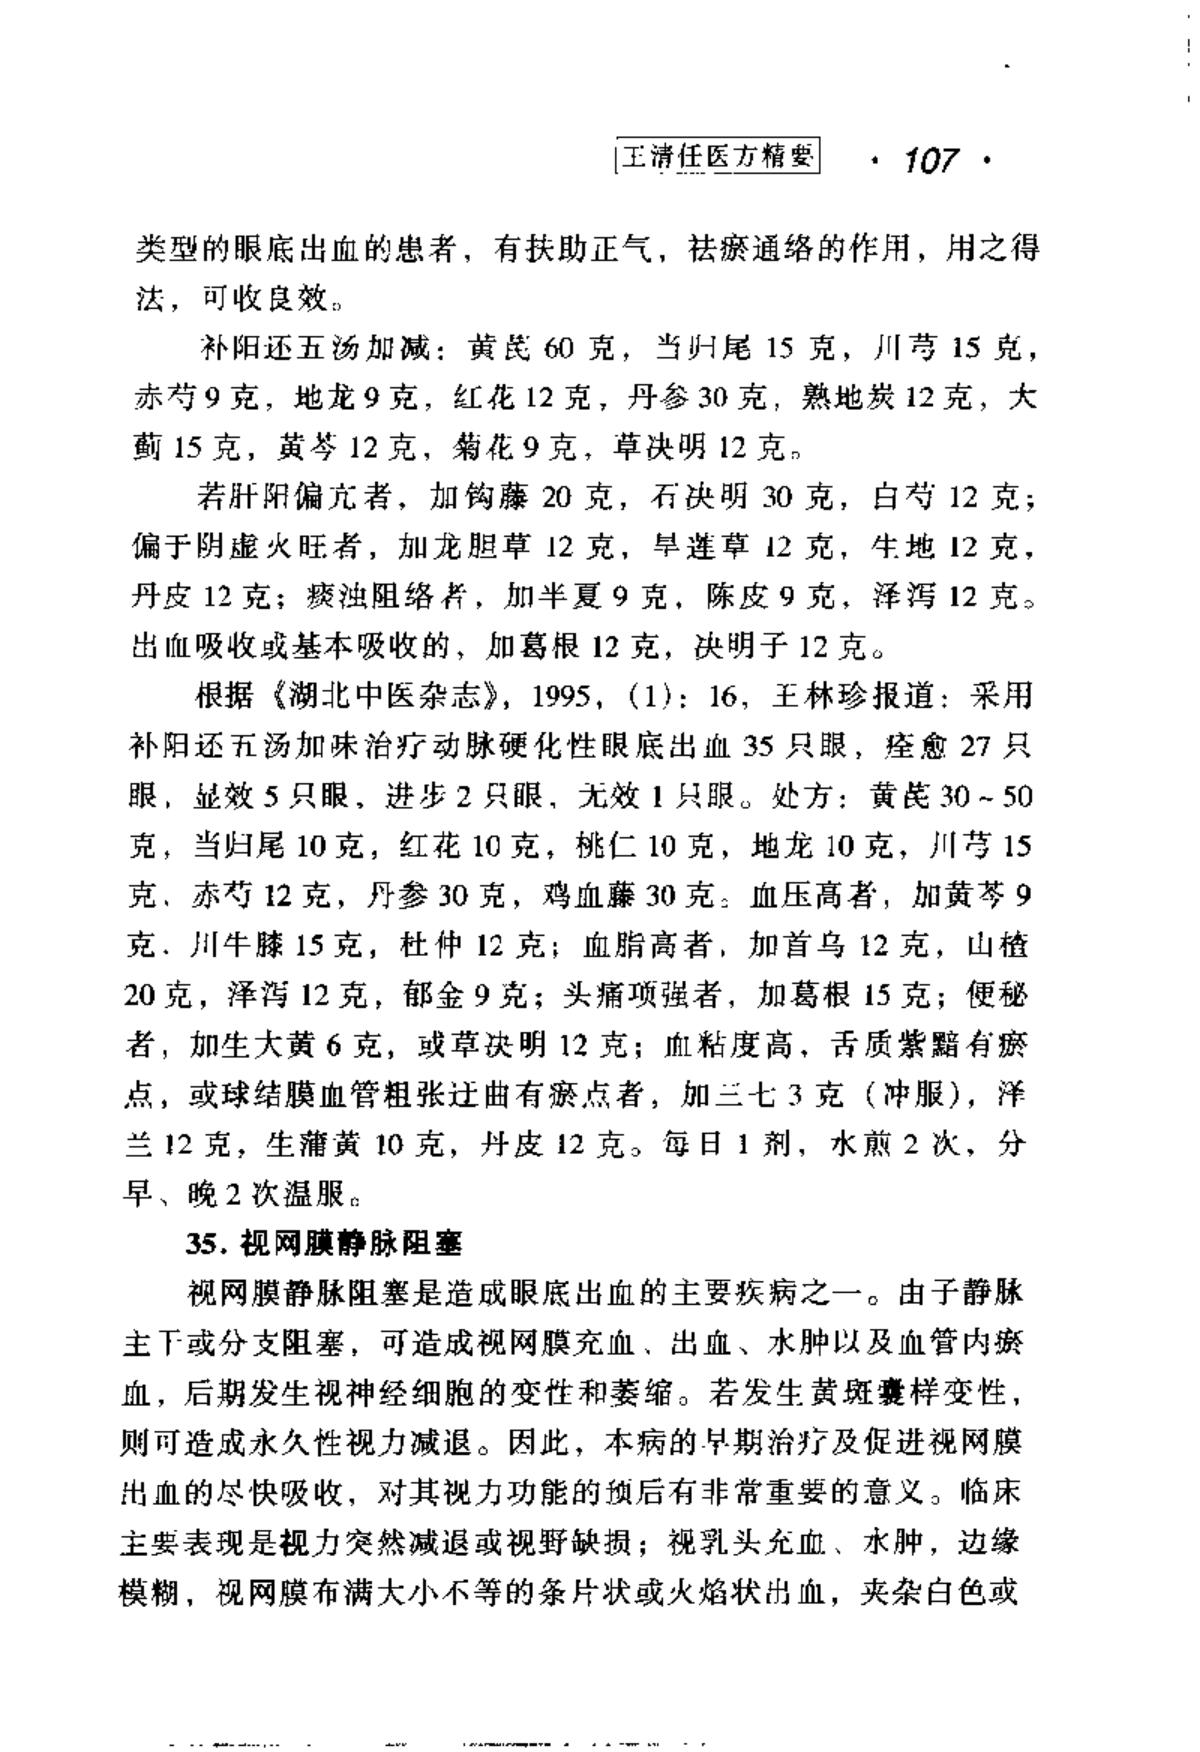 王清任医方精要 · 107 ·
类型的眼底出血的患者，有扶助正气，祛瘀通络的作用，用之得
法，可收良效。
补阳还五汤加减：黄芪 60 克，当归尾 15 克，川芎 15 克，
赤芍 9 克，地龙 9 克，红花 12 克，丹参 30 克，熟地炭 12 克，大
蓟 15 克，黄芩 12 克，菊花 9 克，草决明 12 克。
若肝阳偏亢者，加钩藤 20 克，石决明 30 克，白芍 12 克；
偏于阴虚火旺者，加龙胆草 12 克，旱莲草 12 克，生地 12 克，
丹皮 12 克；痰浊阻络者，加半夏 9 克，陈皮 9 克，泽泻 12 克。
出血吸收或基本吸收的，加葛根 12 克，决明子 12 克。
根据《湖北中医杂志》，1995，（1）：16，王林珍报道：采用
补阳还五汤加味治疗动脉硬化性眼底出血 35 只眼，痊愈 27 只
眼，显效 5 只眼，进步 2 只眼，无效 1 只眼。处方：黄芪 30～50
克，当归尾 10 克，红花 10 克，桃仁 10 克，地龙 10 克，川芎 15
克，赤芍 12 克，丹参 30 克，鸡血藤 30 克。血压高者，加黄芩 9
克，川牛膝 15 克，杜仲 12 克；血脂高者，加首乌 12 克，山楂
20 克，泽泻 12 克，郁金 9 克；头痛项强者，加葛根 15 克；便秘
者，加生大黄 6 克，或草决明 12 克；血粘度高，舌质紫黯有瘀
点，或球结膜血管粗张迂曲有瘀点者，加三七 3 克（冲服），泽
兰 12 克，生蒲黄 10 克，丹皮 12 克。每日 1 剂，水煎 2 次，分
早、晚 2 次温服。
35. 视网膜静脉阻塞
视网膜静脉阻塞是造成眼底出血的主要疾病之一。由于静脉
主干或分支阻塞，可造成视网膜充血、出血、水肿以及血管内瘀
血，后期发生视神经细胞的变性和萎缩。若发生黄斑囊样变性，
则可造成永久性视力减退。因此，本病的早期治疗及促进视网膜
出血的尽快吸收，对其视力功能的预后有非常重要的意义。临床
主要表现是视力突然减退或视野缺损；视乳头充血、水肿，边缘
模糊，视网膜布满大小不等的条片状或火焰状出血，夹杂白色或